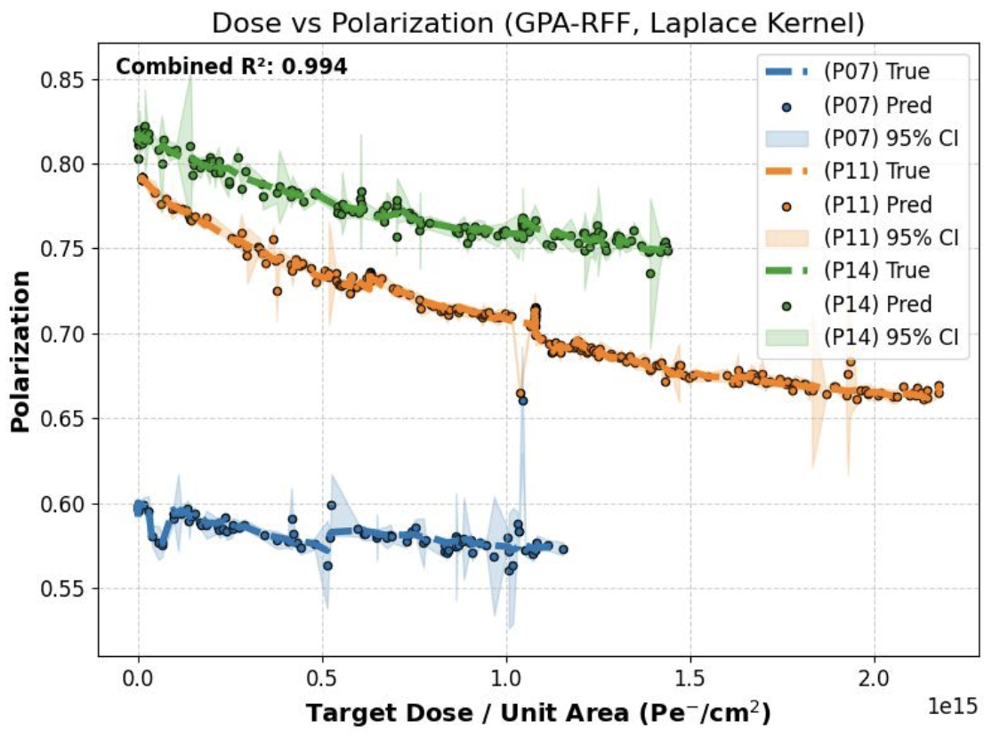 Dose vs Polarization (GPA-RFF, Laplace Kernel)
Combined R²: 0.994
(P07) True
(P07) Pred
(P07) 95% CI
(P11) True
(P11) Pred
(P11) 95% CI
(P14) True
(P14) Pred
(P14) 95% CI
Polarization
0.85
0.80
0.75
0.70
0.65
0.60
0.55
0.0 0.5 1.0 1.5 2.0
1e15
Target Dose / Unit Area (Pe⁻/cm²)